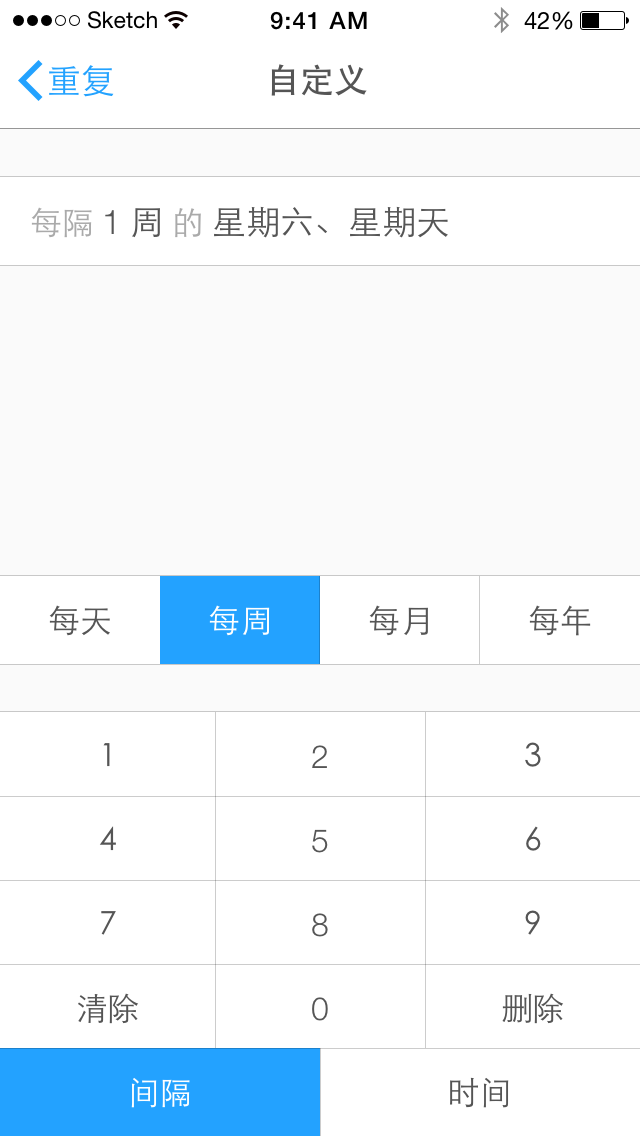 Sketch 9:41 AM 42%
重复 自定义
每隔 1 周 的 星期六、星期天
每天 每周 每月 每年
1 2 3
4 5 6
7 8 9
清除 0 删除
间隔 时间